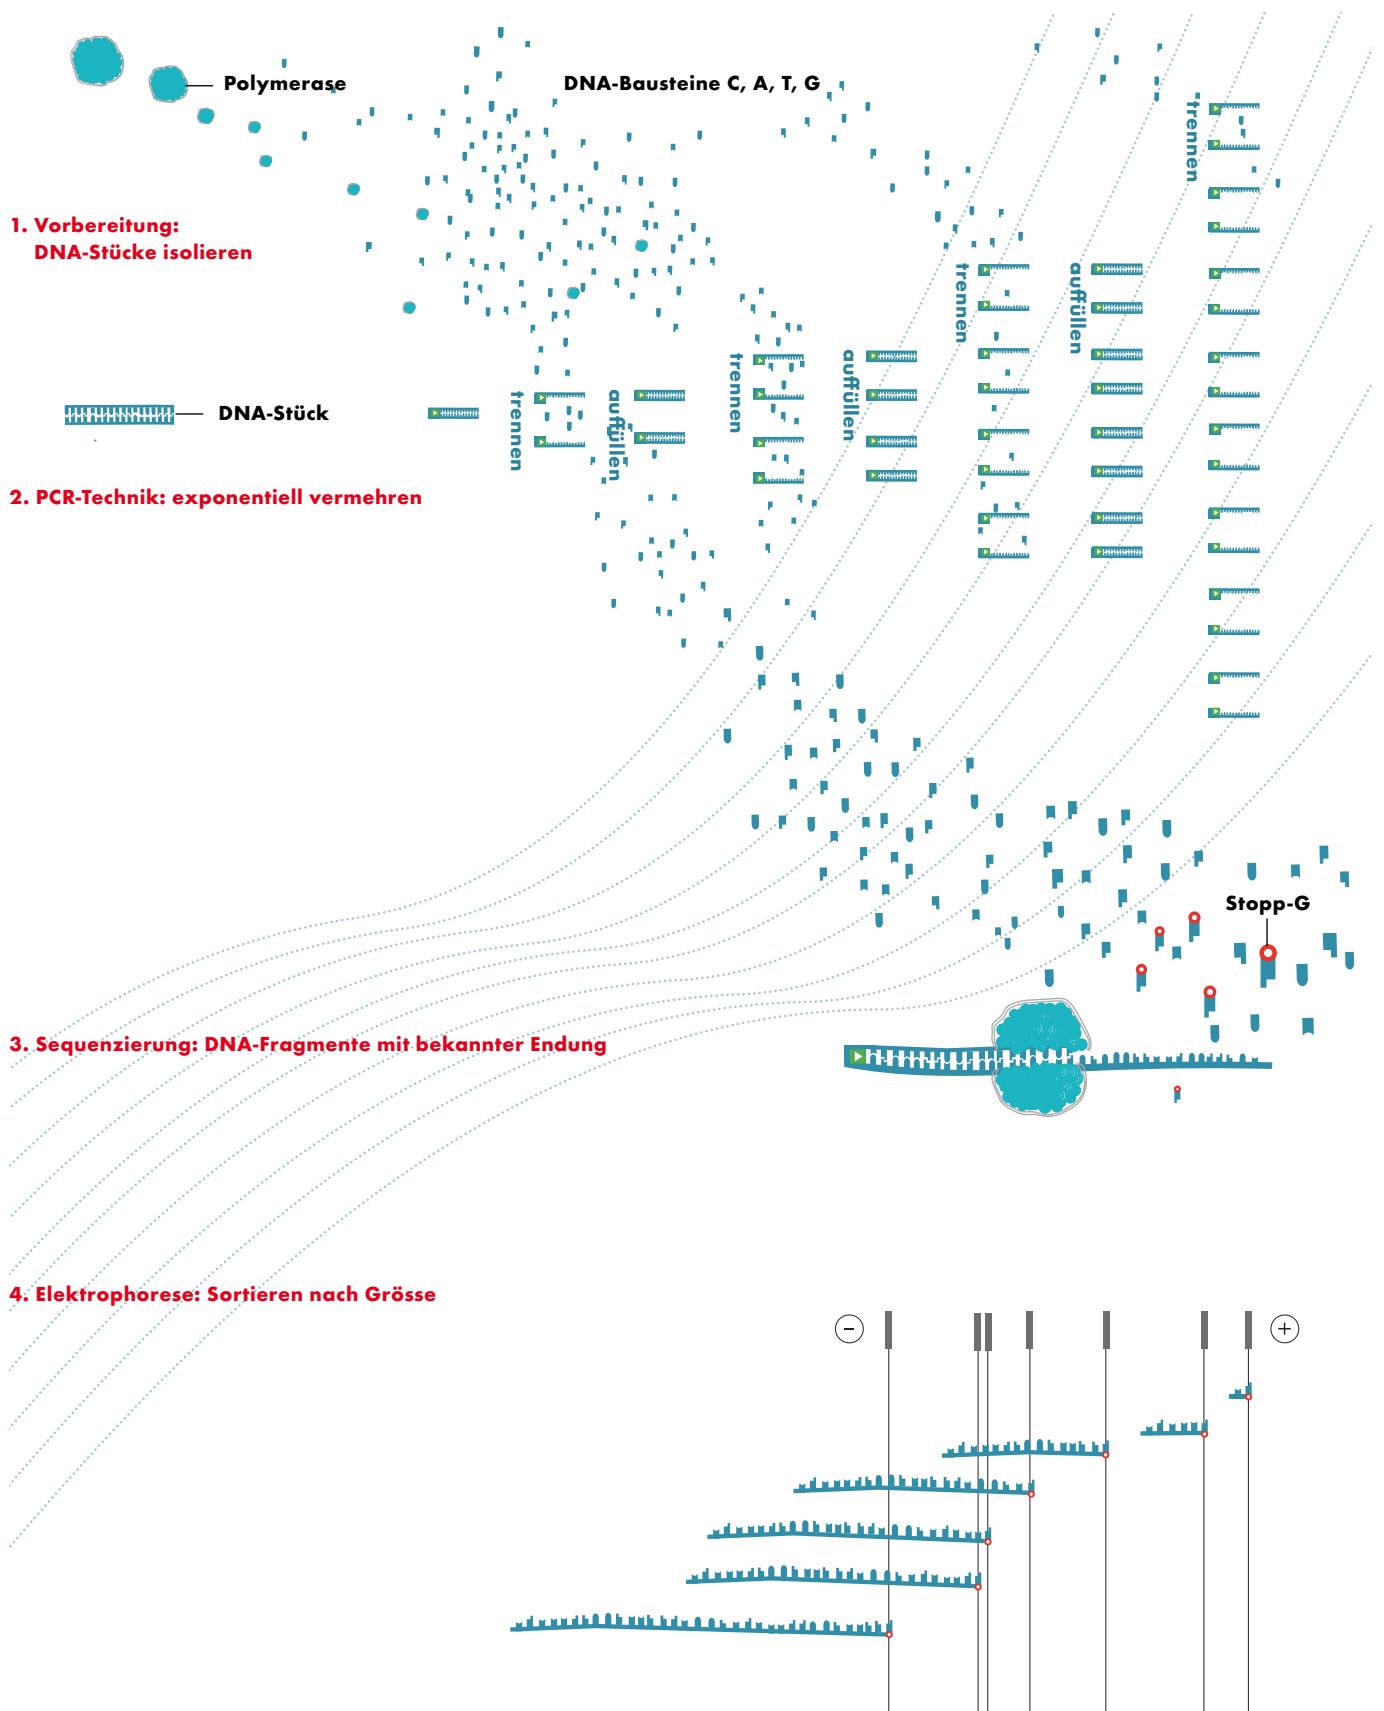 Polymerase
DNA-Bausteine C, A, T, G
trennen
1. Vorbereitung:
DNA-Stücke isolieren
trennen
auffüllen
trennen
auffüllen
trennen
auffüllen
DNA-Stück
2. PCR-Technik: exponentiell vermehren
Stopp-G
3. Sequenzierung: DNA-Fragmente mit bekannter Endung
4. Elektrophorese: Sortieren nach Grösse
− +